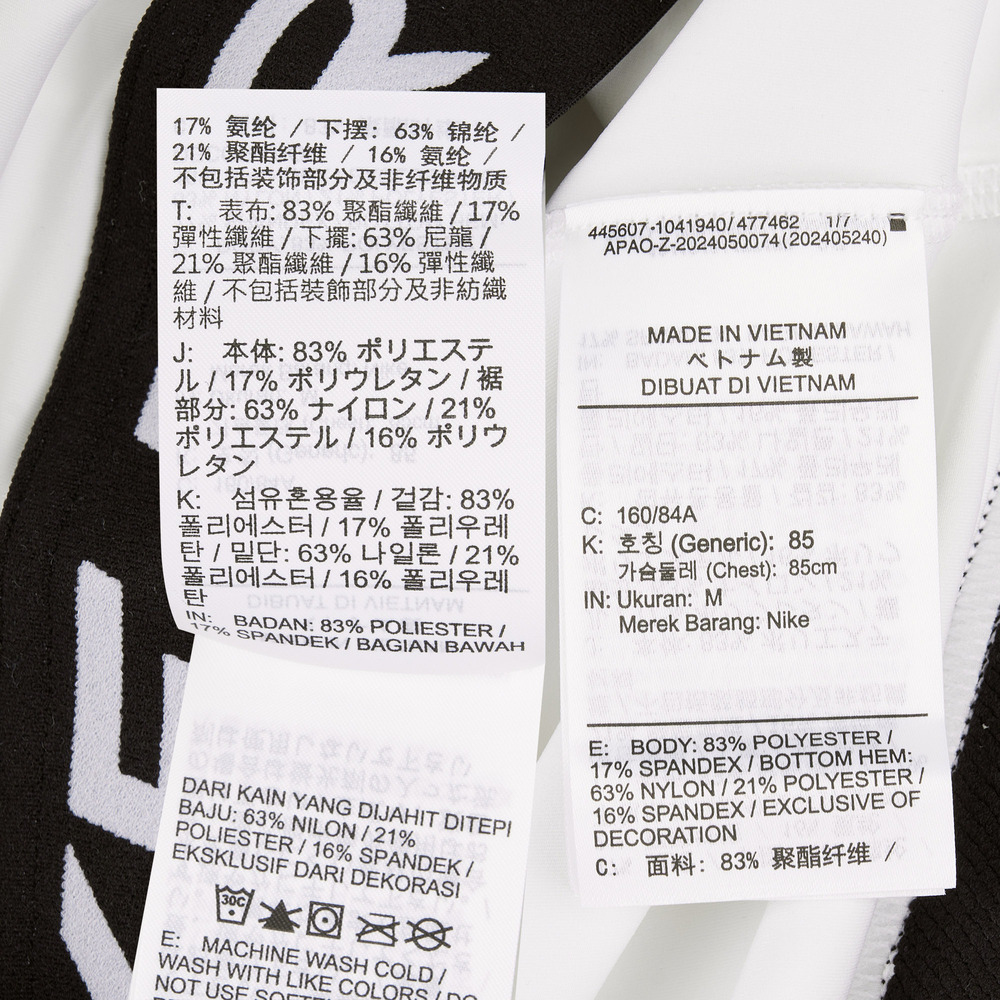 17% 氨纶 / 下摆: 63% 锦纶 /
21% 聚酯纤维 / 16% 氨纶 /
不包括装饰部分及非纤维物质
T: 表布: 83% 聚酯纖維 / 17%
彈性纖維 / 下擺: 63% 尼龍 /
21% 聚酯纖維 / 16% 彈性纖
維 / 不包括裝飾部分及非紡織
材料
J: 本体: 83% ポリエステ
ル / 17% ポリウレタン / 裾
部分: 63% ナイロン / 21%
ポリエステル / 16% ポリウ
レタン
K: 섬유혼용율 / 겉감: 83%
폴리에스터 / 17% 폴리우레
탄 / 밑단: 63% 나일론 / 21%
폴리에스터 / 16% 폴리우레
탄
IN: BADAN: 83% POLIESTER /
17% SPANDEK / BAGIAN BAWAH
DARI KAIN YANG DIJAHIT DITEPI
BAJU: 63% NILON / 21%
POLIESTER / 16% SPANDEK /
EKSKLUSIF DARI DEKORASI
30C
E: MACHINE WASH COLD /
WASH WITH LIKE COLORS / DO
NOT USE SOFTE
445607-1041940/477462 1/7
APAO-Z-2024050074(202405240)
MADE IN VIETNAM
ベトナム製
DIBUAT DI VIETNAM
C: 160/84A
K: 호칭 (Generic): 85
가슴둘레 (Chest): 85cm
IN: Ukuran: M
Merek Barang: Nike
E: BODY: 83% POLYESTER /
17% SPANDEX / BOTTOM HEM:
63% NYLON / 21% POLYESTER /
16% SPANDEX / EXCLUSIVE OF
DECORATION
C: 面料: 83% 聚酯纤维 /